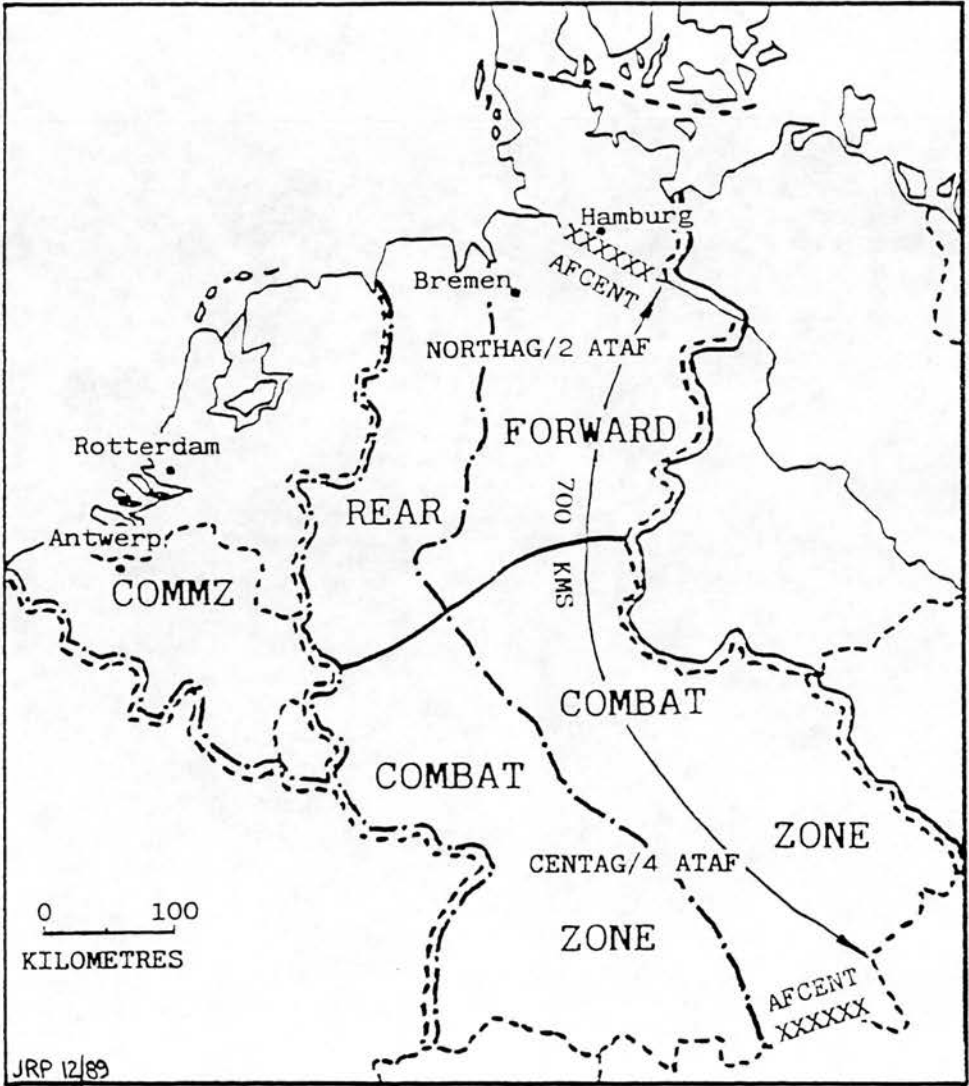 Hamburg
XXXXXX
AFCENT
Bremen
NORTHAG/2 ATAF
FORWARD
Rotterdam
REAR
700 KMS
Antwerp
COMMZ
COMBAT
COMBAT
ZONE
CENTAG/4 ATAF
0 100
KILOMETRES
ZONE
AFCENT
XXXXXX
JRP 12/89